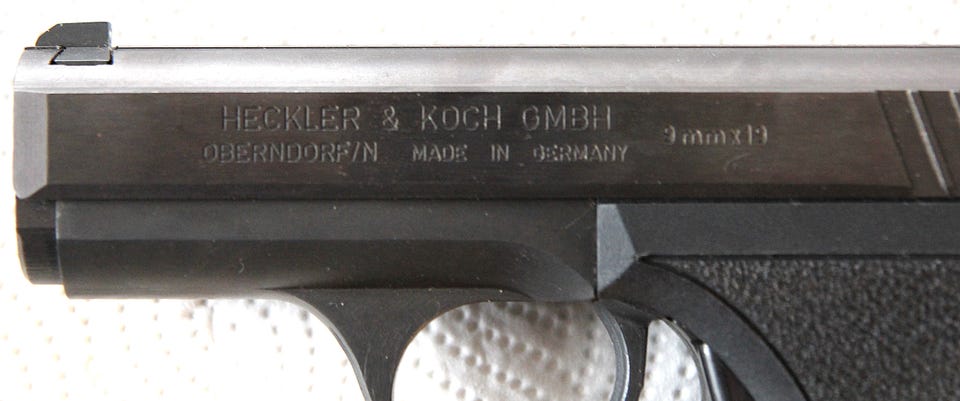 HECKLER & KOCH GMBH
OBERNDORF/N MADE IN GERMANY
9mmx19